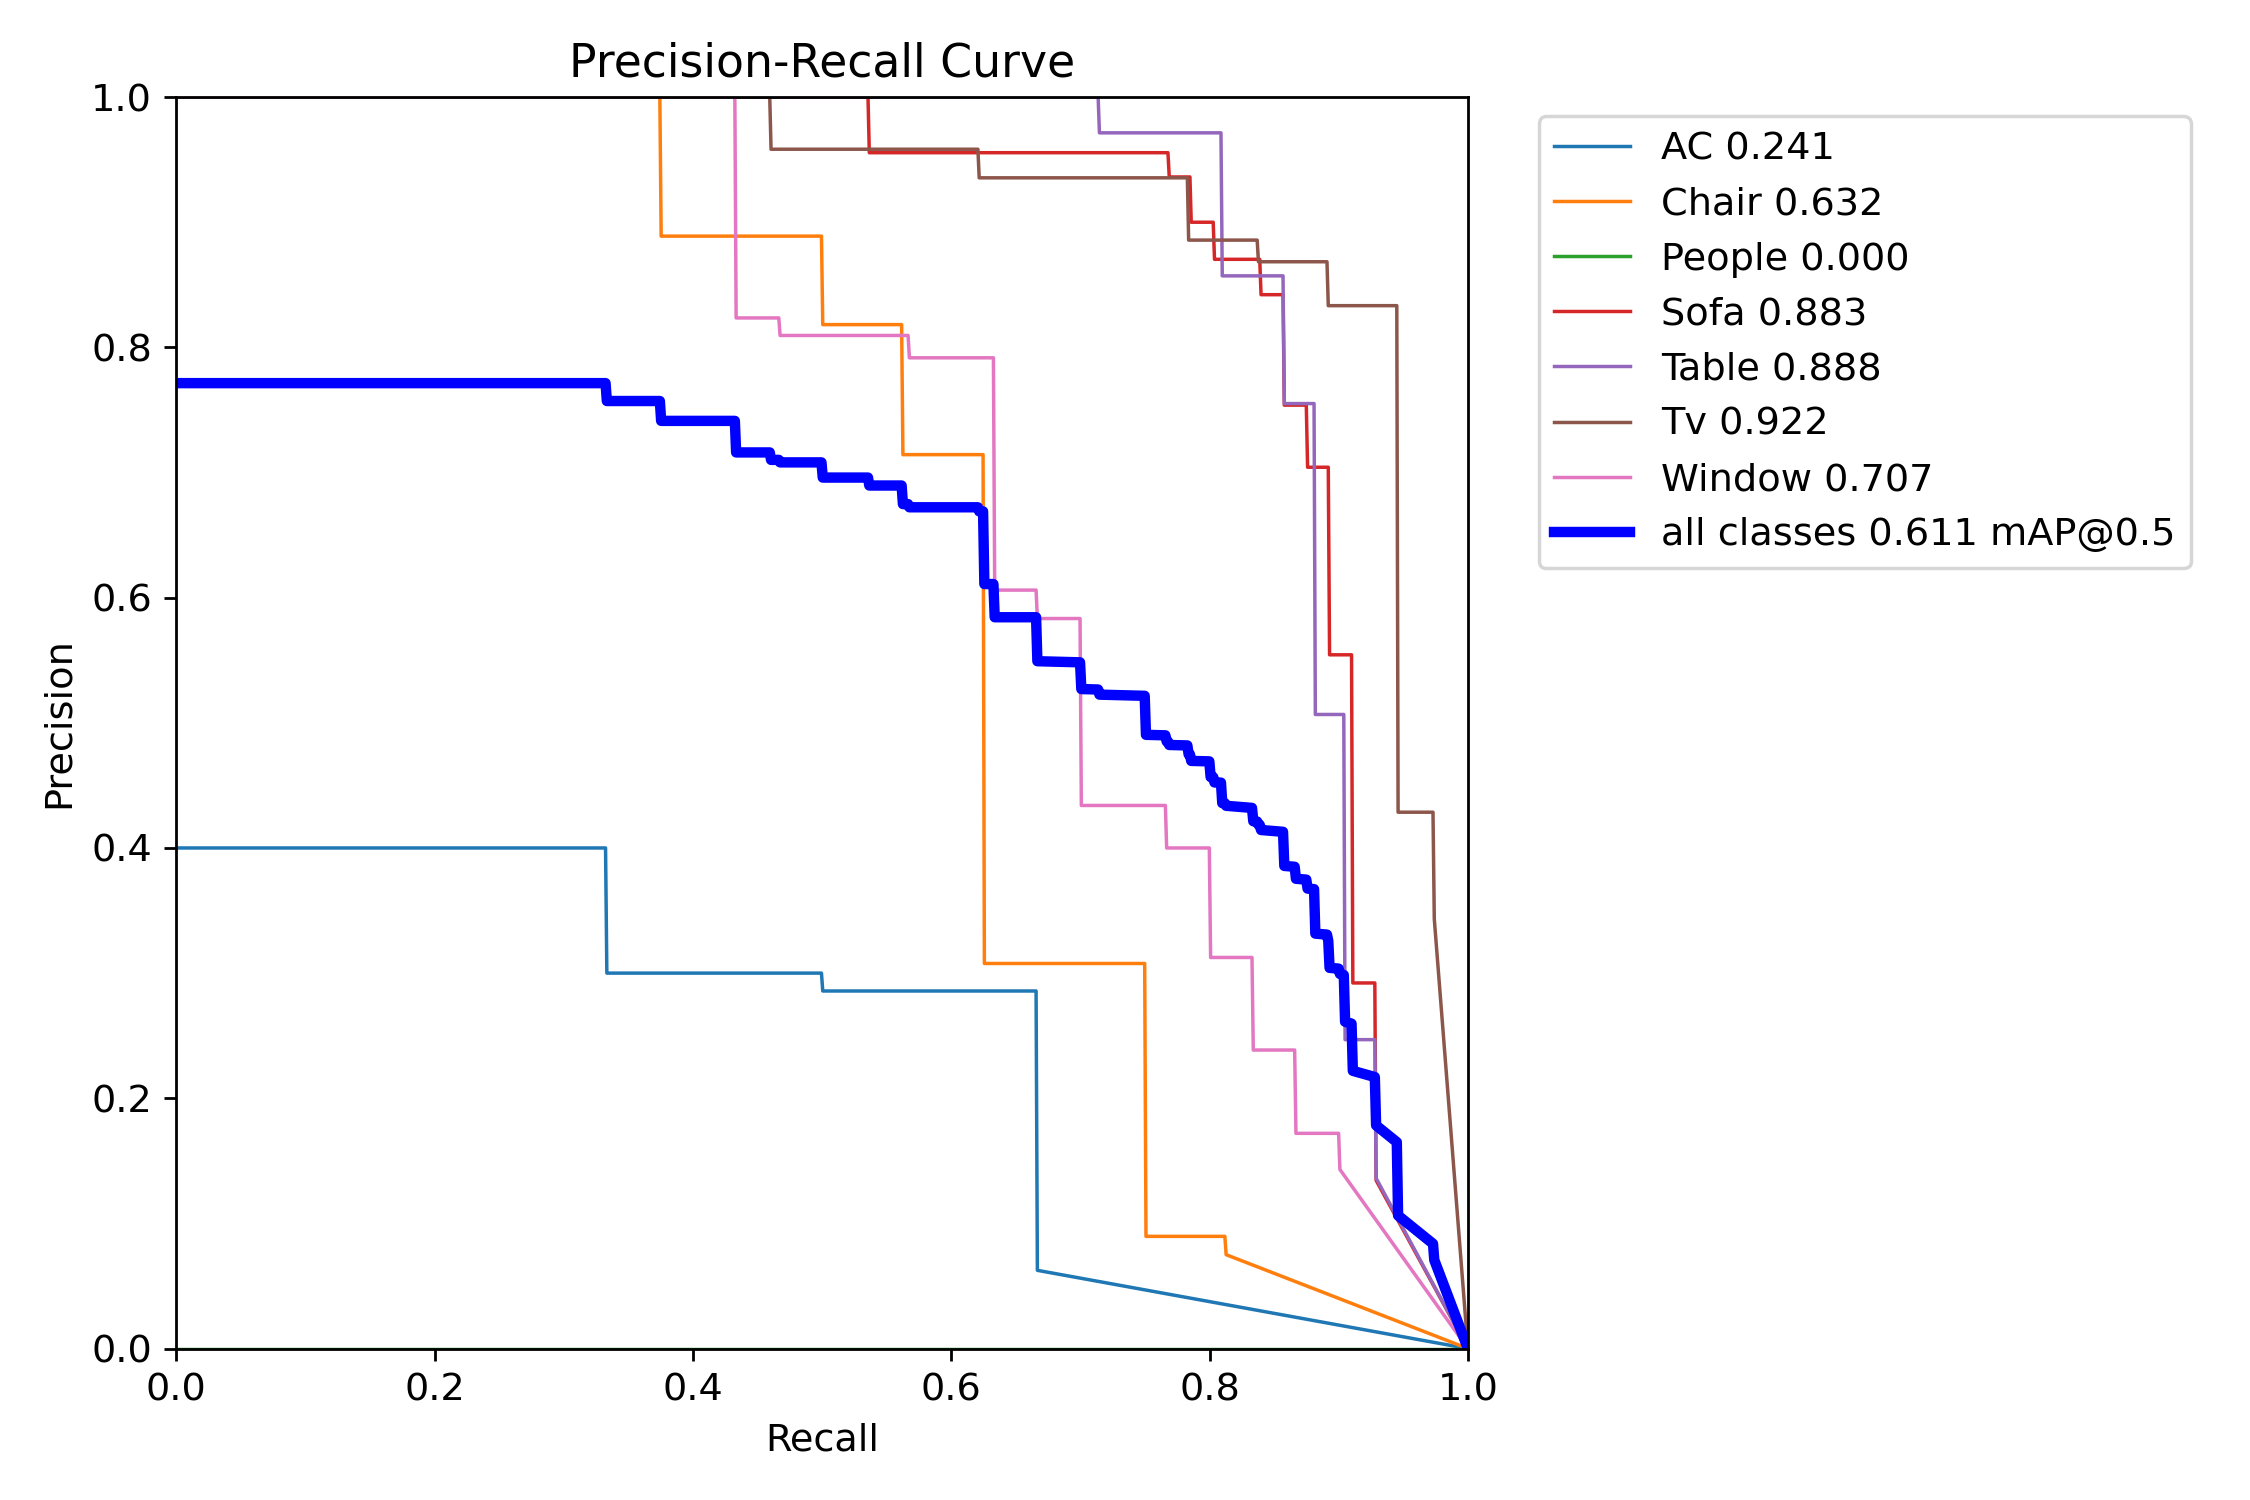 Precision-Recall Curve
1.0
0.8
0.6
0.4
0.2
0.0
Precision
0.0 0.2 0.4 0.6 0.8 1.0
Recall
AC 0.241
Chair 0.632
People 0.000
Sofa 0.883
Table 0.888
Tv 0.922
Window 0.707
all classes 0.611 mAP@0.5